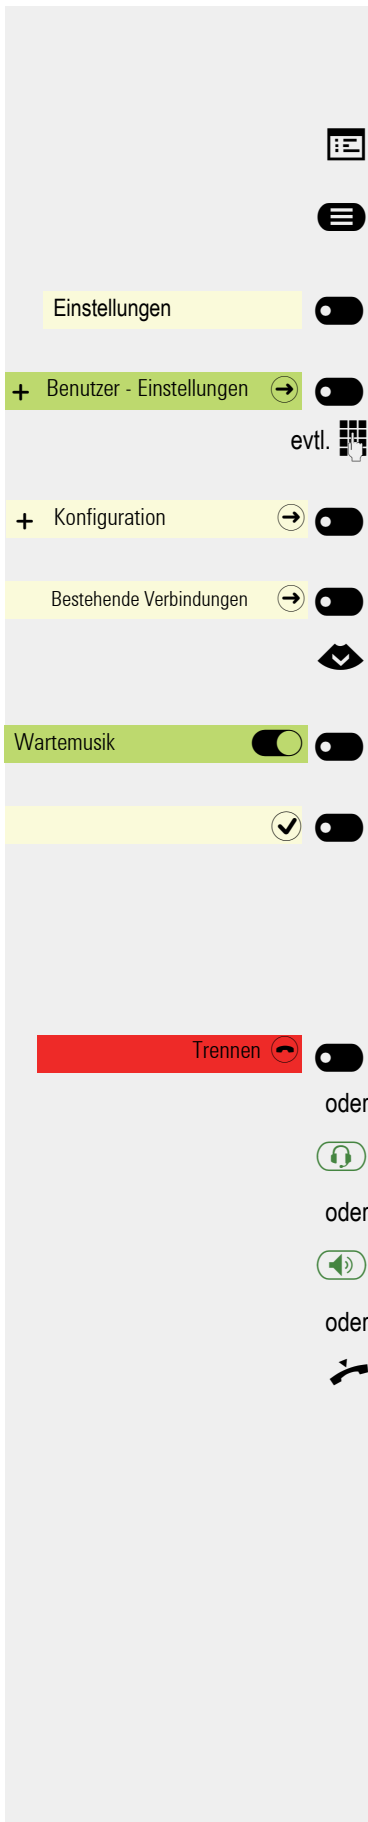 Einstellungen
+ Benutzer - Einstellungen
evtl.
+ Konfiguration
Bestehende Verbindungen
Wartemusik
Trennen
oder
oder
oder